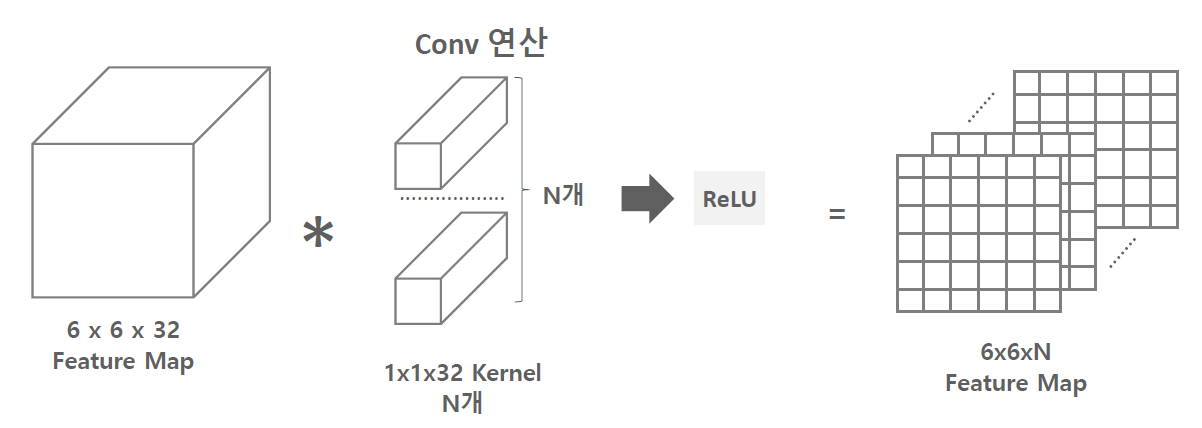 Conv 연산
N개
ReLU
*
=
6 x 6 x 32
Feature Map
1x1x32 Kernel
N개
6x6xN
Feature Map